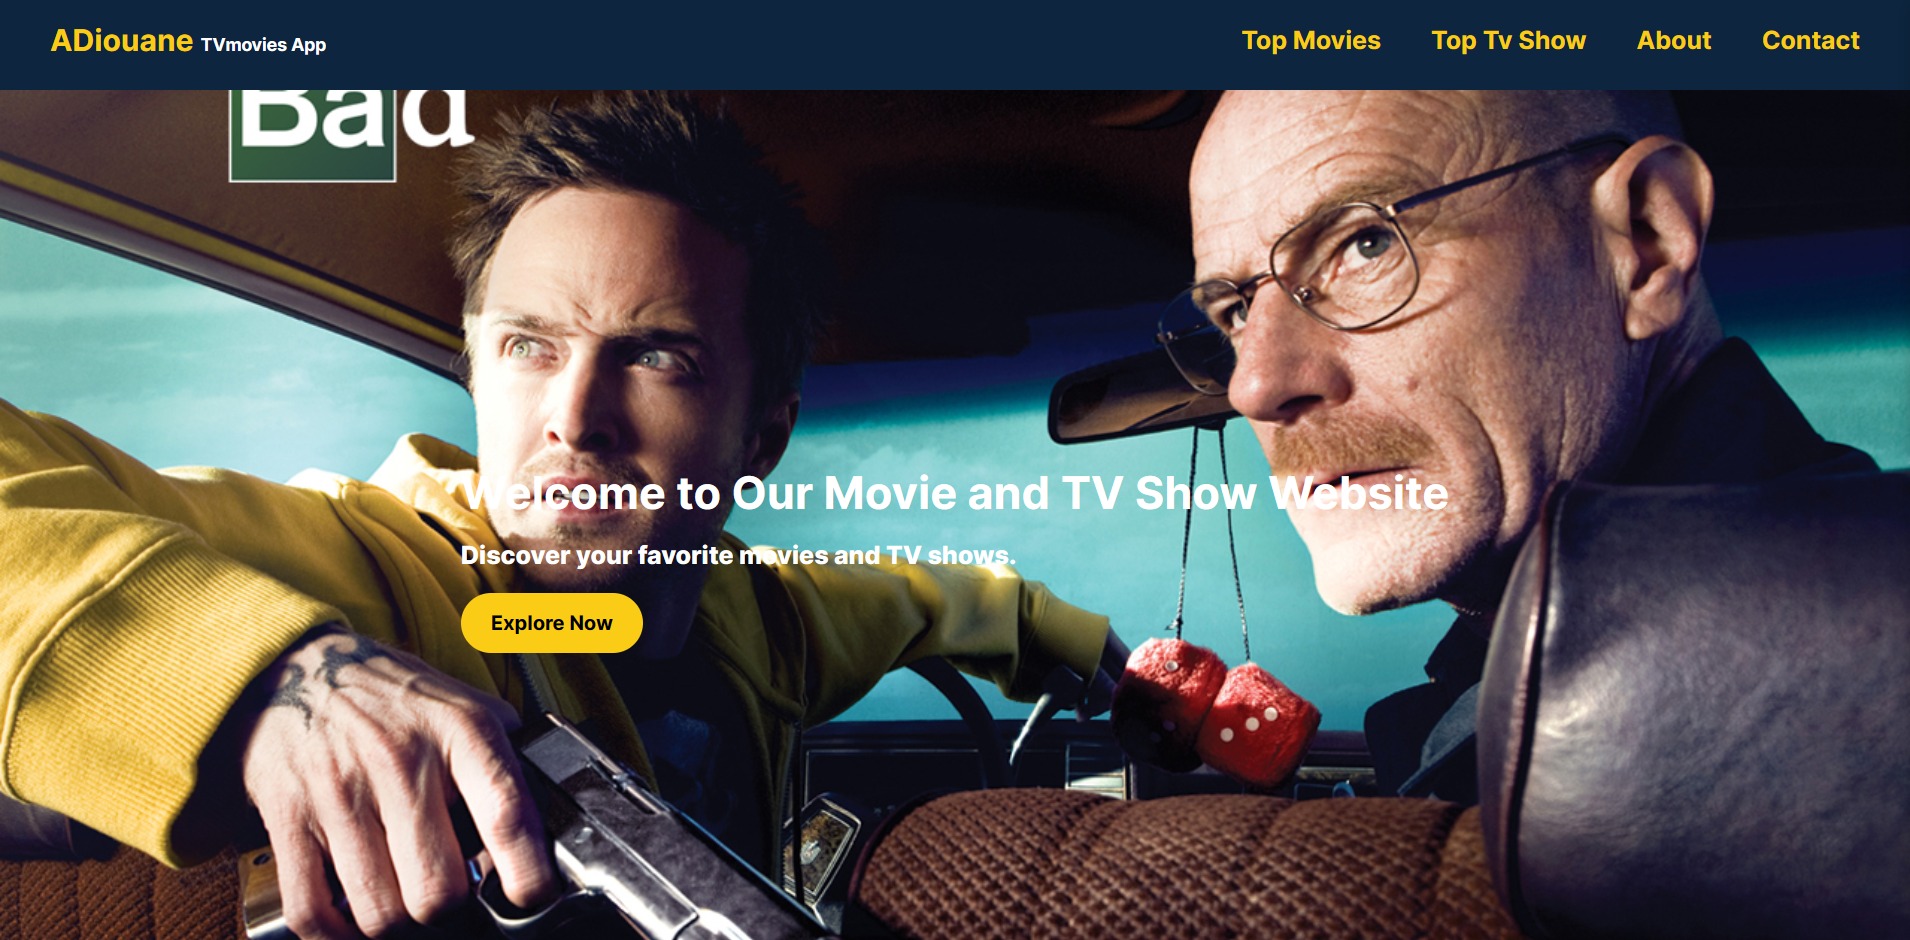 ADiouane TVmovies App
Top Movies Top Tv Show About Contact
Bad
Welcome to Our Movie and TV Show Website
Discover your favorite movies and TV shows.
Explore Now